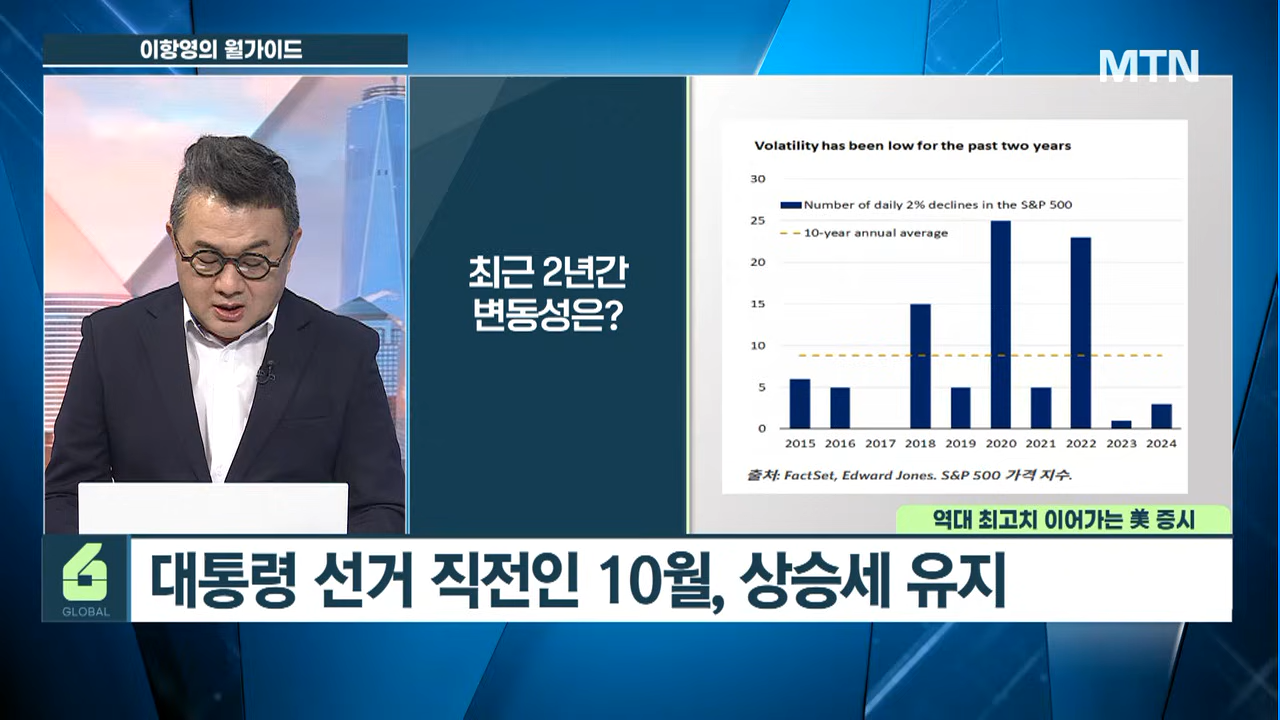 이항영의 월가이드
MTN
최근 2년간
변동성은?
Volatility has been low for the past two years
30
Number of daily 2% declines in the S&P 500
25
10-year annual average
20
15
10
5
0
2015 2016 2017 2018 2019 2020 2021 2022 2023 2024
출처: FactSet, Edward Jones. S&P 500 가격 지수.
역대 최고치 이어가는 美 증시
6
GLOBAL
대통령 선거 직전인 10월, 상승세 유지